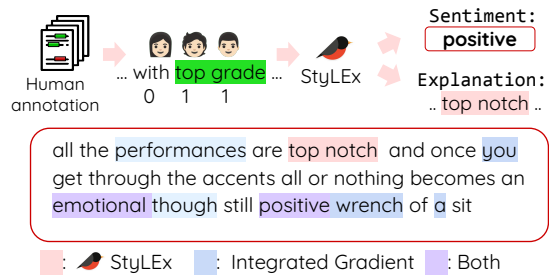 Human
annotation
... with top grade ...
0 1 1
StyLEx
Sentiment:
positive
Explanation:
.. top notch ..
all the performances are top notch and once you
get through the accents all or nothing becomes an
emotional though still positive wrench of a sit
: StyLEx : Integrated Gradient : Both